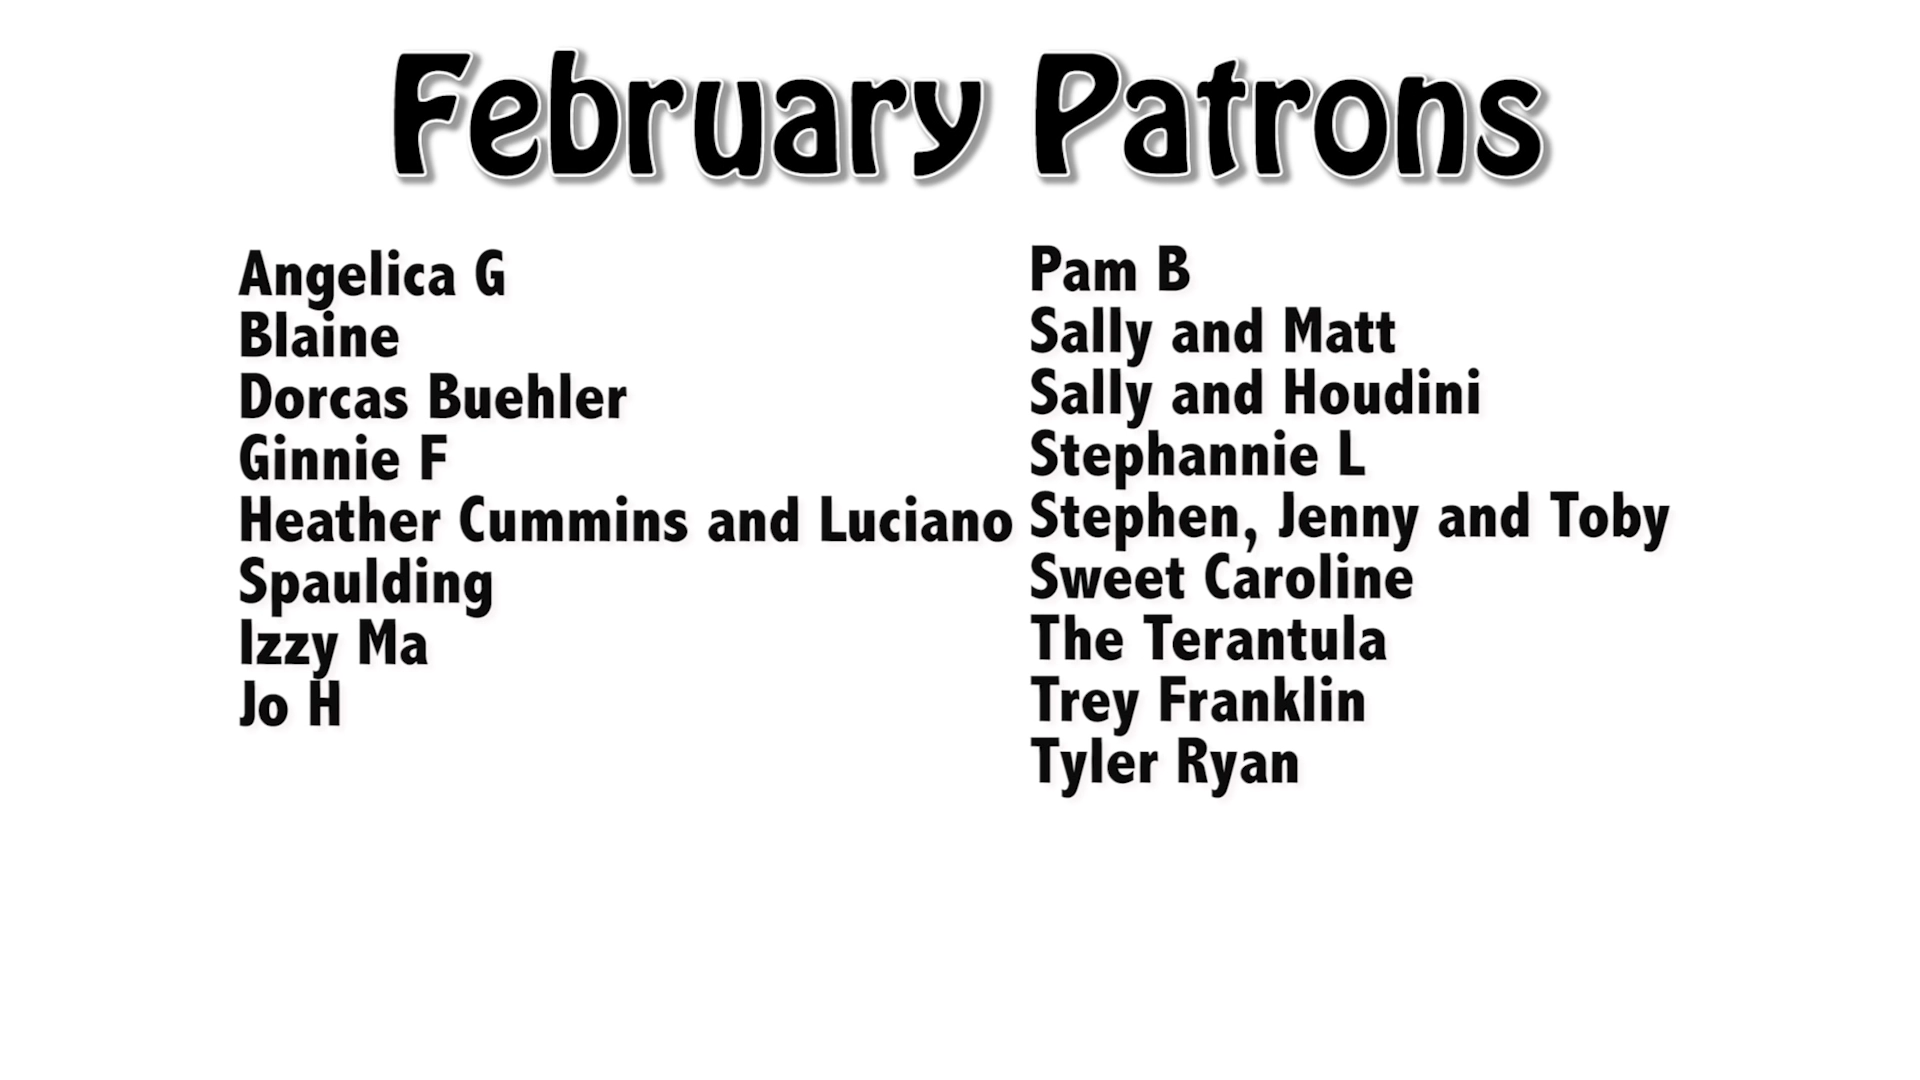 February Patrons
Angelica G
Blaine
Dorcas Buehler
Ginnie F
Heather Cummins and Luciano
Spaulding
Izzy Ma
Jo H
Pam B
Sally and Matt
Sally and Houdini
Stephannie L
Stephen, Jenny and Toby
Sweet Caroline
The Terantula
Trey Franklin
Tyler Ryan